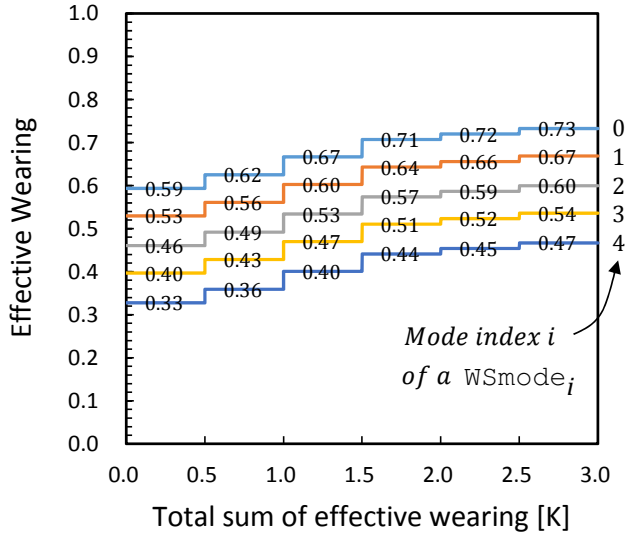 Effective Wearing
1.0
0.9
0.8
0.7
0.6
0.5
0.4
0.3
0.2
0.1
0.0
0.59 0.62 0.67 0.71 0.72 0.73 0
0.53 0.56 0.60 0.64 0.66 0.67 1
0.46 0.49 0.53 0.57 0.59 0.60 2
0.40 0.43 0.47 0.51 0.52 0.54 3
0.33 0.36 0.40 0.44 0.45 0.47 4
Mode index i
of a WSmodei
0.0 0.5 1.0 1.5 2.0 2.5 3.0
Total sum of effective wearing [K]